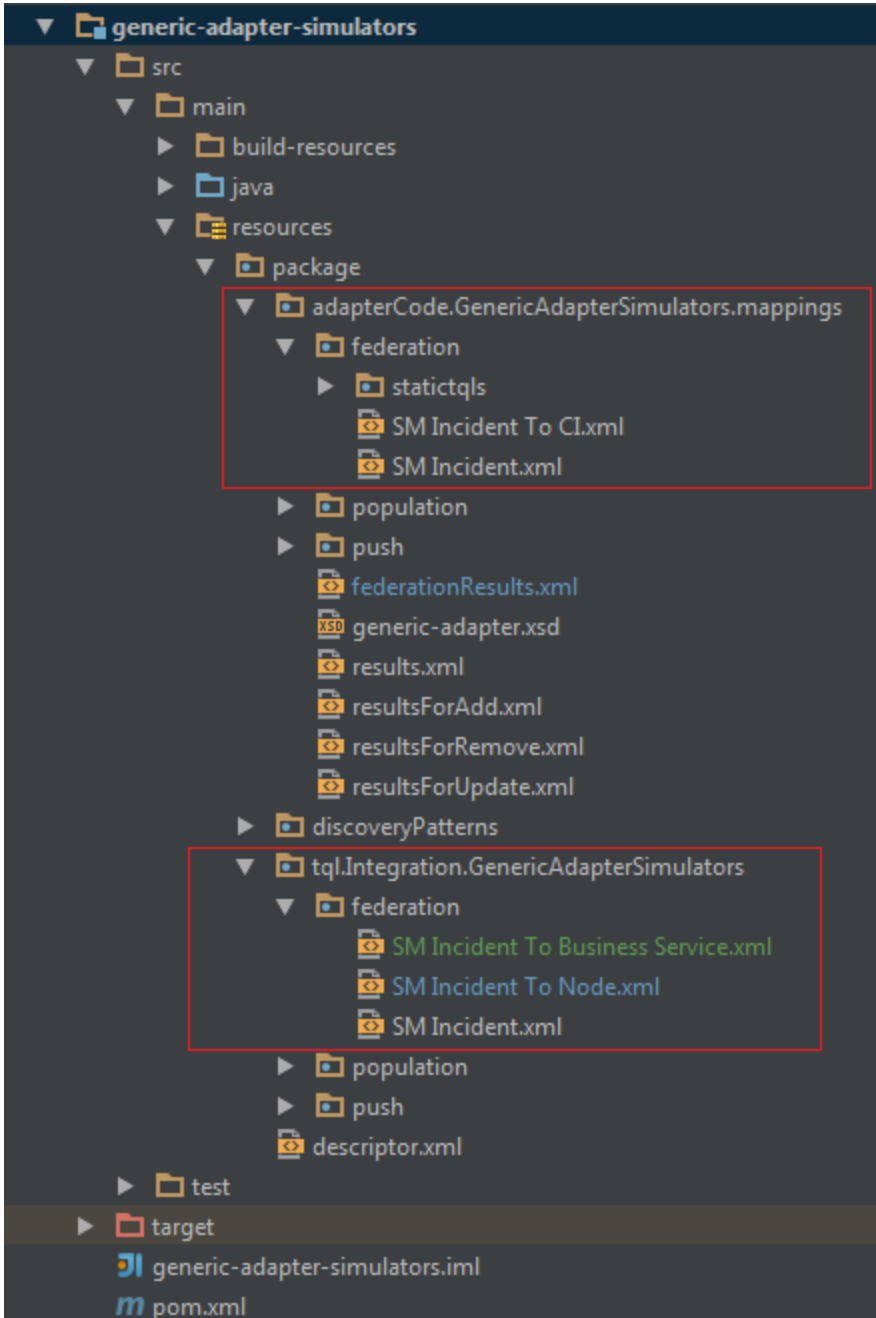 generic-adapter-simulators
src
main
build-resources
java
resources
package
adapterCode.GenericAdapterSimulators.mappings
federation
statictqls
SM Incident To CI.xml
SM Incident.xml
population
push
federationResults.xml
XSD generic-adapter.xsd
results.xml
resultsForAdd.xml
resultsForRemove.xml
resultsForUpdate.xml
discoveryPatterns
tql.Integration.GenericAdapterSimulators
federation
SM Incident To Business Service.xml
SM Incident To Node.xml
SM Incident.xml
population
push
descriptor.xml
test
target
generic-adapter-simulators.iml
m pom.xml